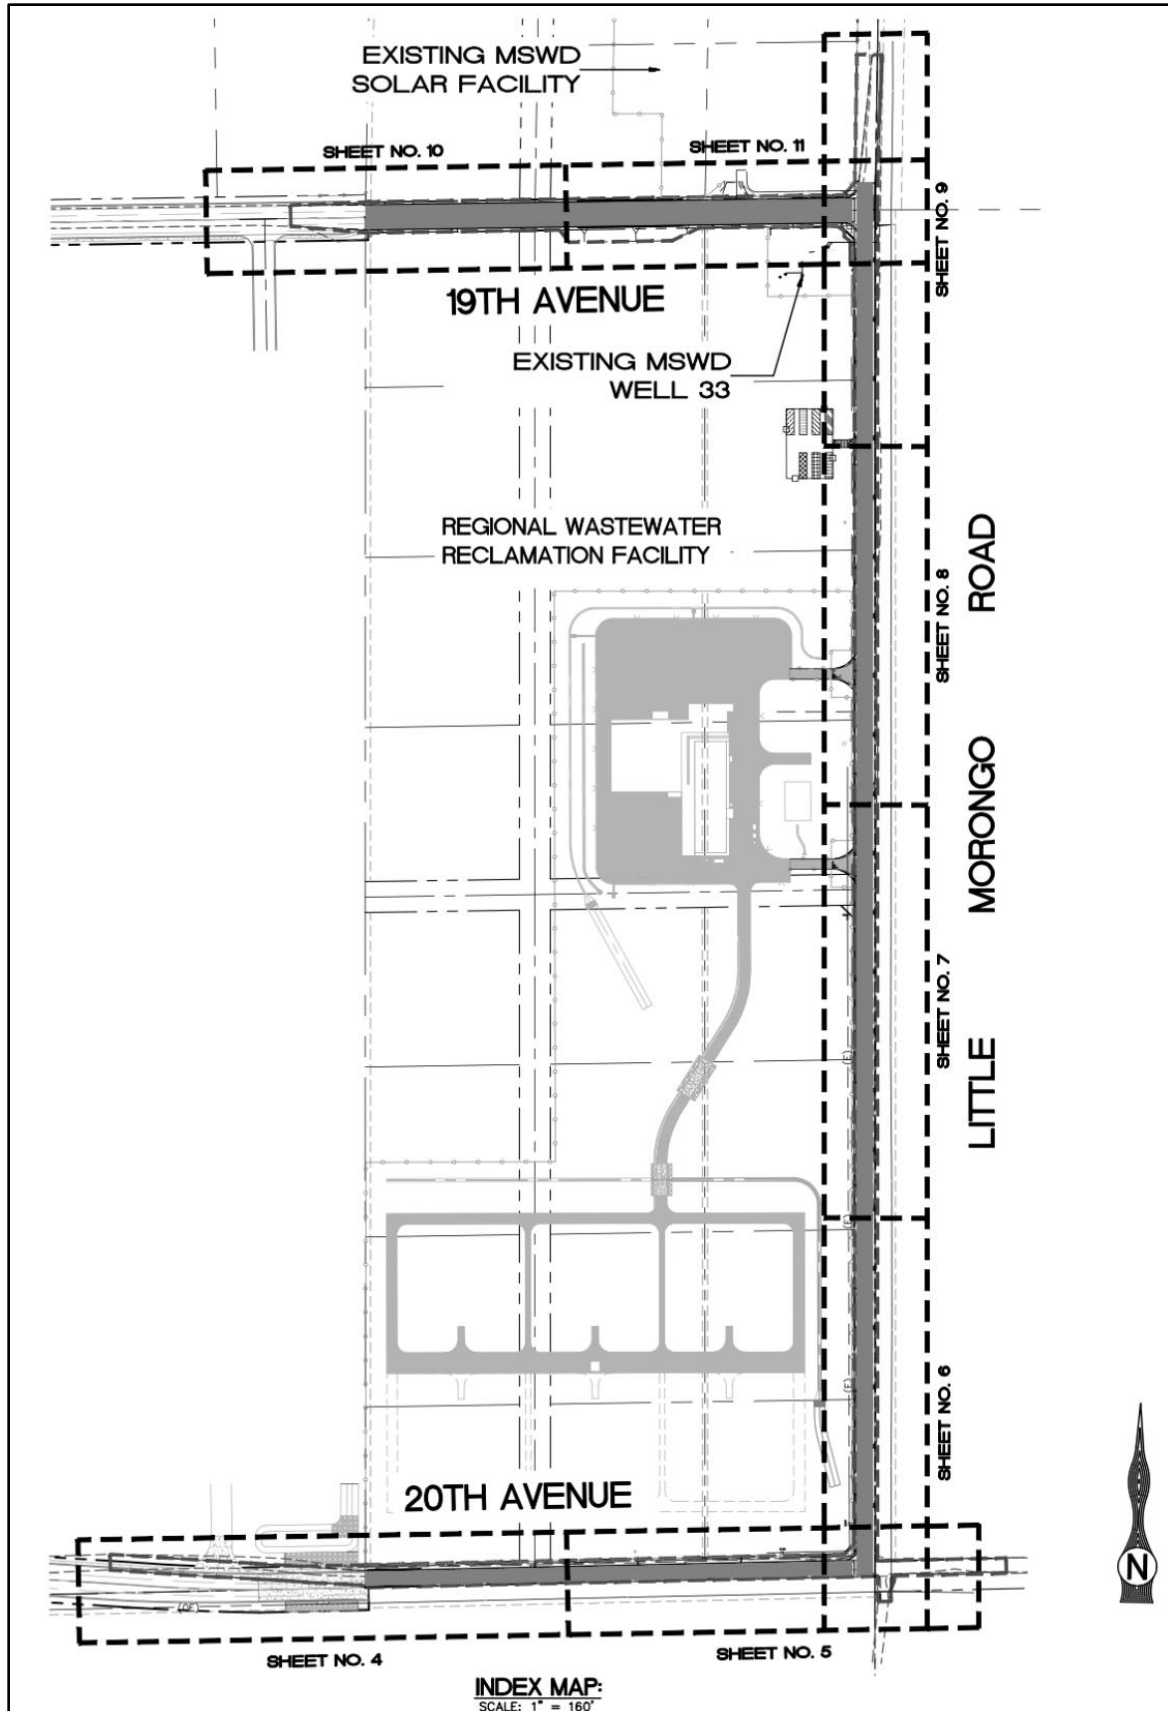 EXISTING MSWD
SOLAR FACILITY
SHEET NO. 10
SHEET NO. 11
SHEET NO. 9
19TH AVENUE
EXISTING MSWD
WELL 33
REGIONAL WASTEWATER
RECLAMATION FACILITY
SHEET NO. 8
LITTLE MORONGO ROAD
SHEET NO. 7
(E)
(E)
(E)
SHEET NO. 6
20TH AVENUE
N
SHEET NO. 4
SHEET NO. 5
INDEX MAP:
SCALE: 1" = 160'